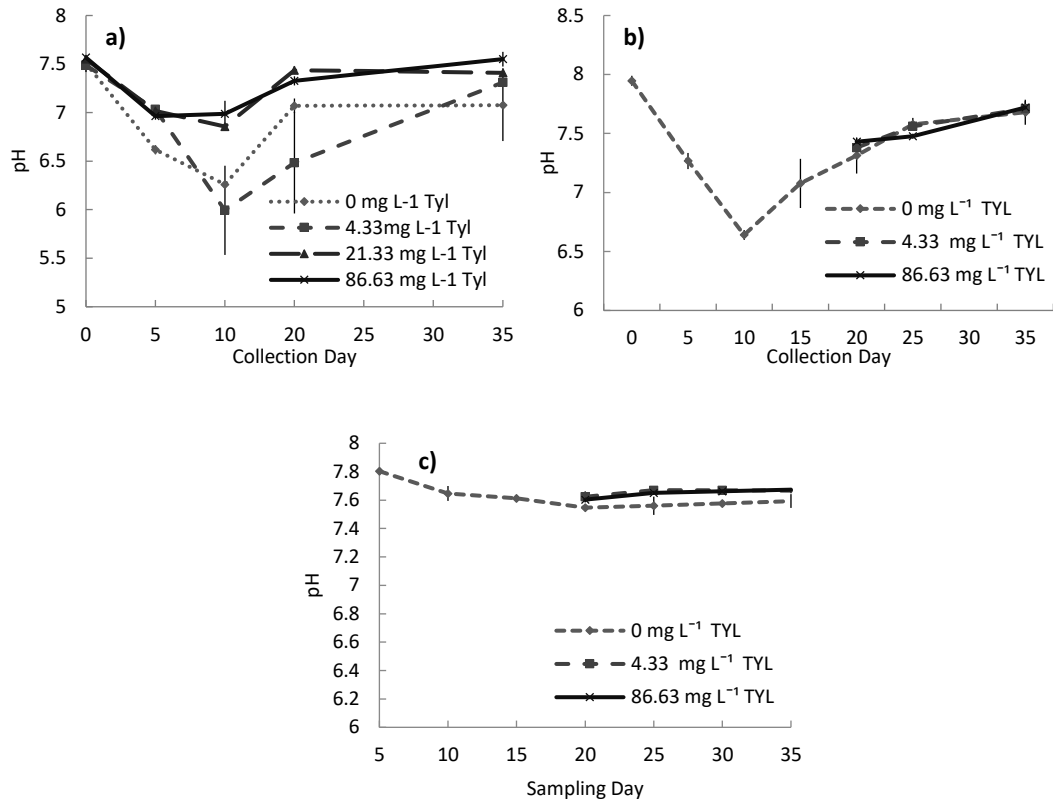 a)
8
7.5
7
6.5
6
5.5
5
pH
0 5 10 15 20 25 30 35
Collection Day
0 mg L-1 Tyl
4.33mg L-1 Tyl
21.33 mg L-1 Tyl
86.63 mg L-1 Tyl
b)
8.5
8
7.5
7
6.5
6
pH
0 5 10 15 20 25 35
Collection Day
0 mg L⁻¹ TYL
4.33 mg L⁻¹ TYL
86.63 mg L⁻¹ TYL
c)
8
7.8
7.6
7.4
7.2
7
6.8
6.6
6.4
6.2
6
pH
5 10 15 20 25 30 35
Sampling Day
0 mg L⁻¹ TYL
4.33 mg L⁻¹ TYL
86.63 mg L⁻¹ TYL